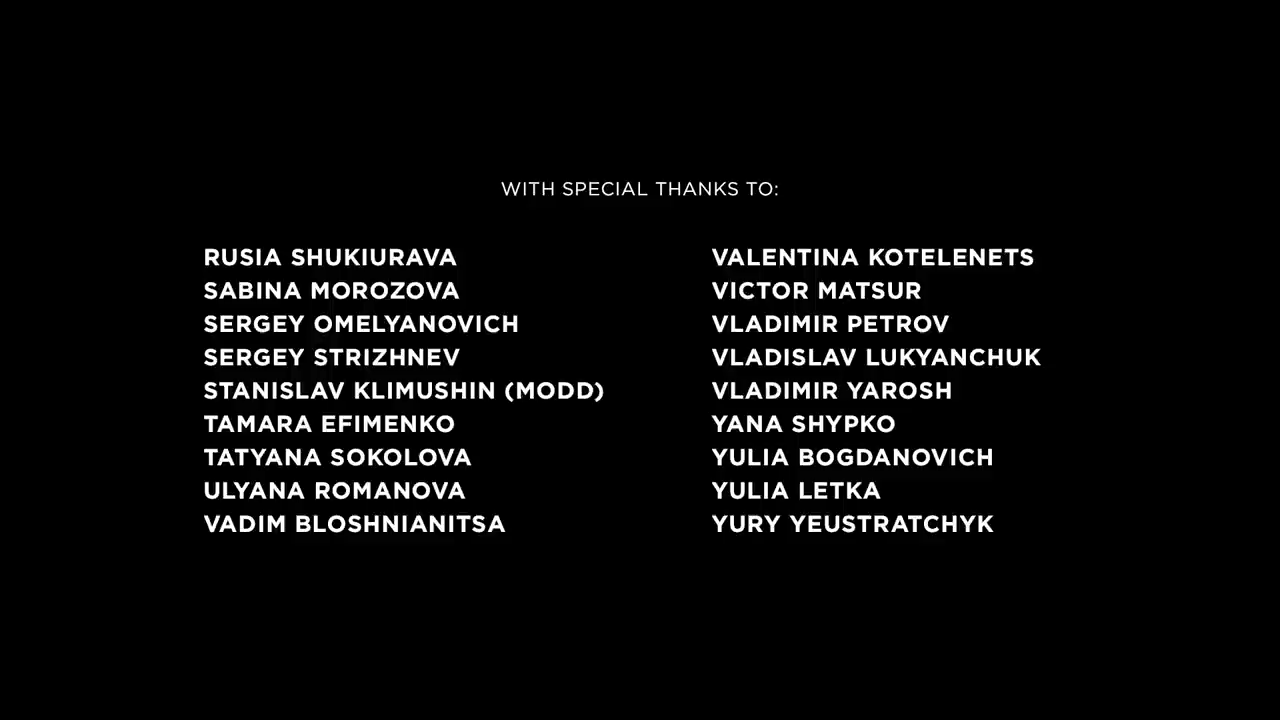 WITH SPECIAL THANKS TO:
RUSIA SHUKIURAVA
SABINA MOROZOVA
SERGEY OMELYANOVICH
SERGEY STRIZHNEV
STANISLAV KLIMUSHIN (MODD)
TAMARA EFIMENKO
TATYANA SOKOLOVA
ULYANA ROMANOVA
VADIM BLOSHNIANITSA
VALENTINA KOTELENETS
VICTOR MATSUR
VLADIMIR PETROV
VLADISLAV LUKYANCHUK
VLADIMIR YAROSH
YANA SHYPKO
YULIA BOGDANOVICH
YULIA LETKA
YURY YEUSTRATCHYK